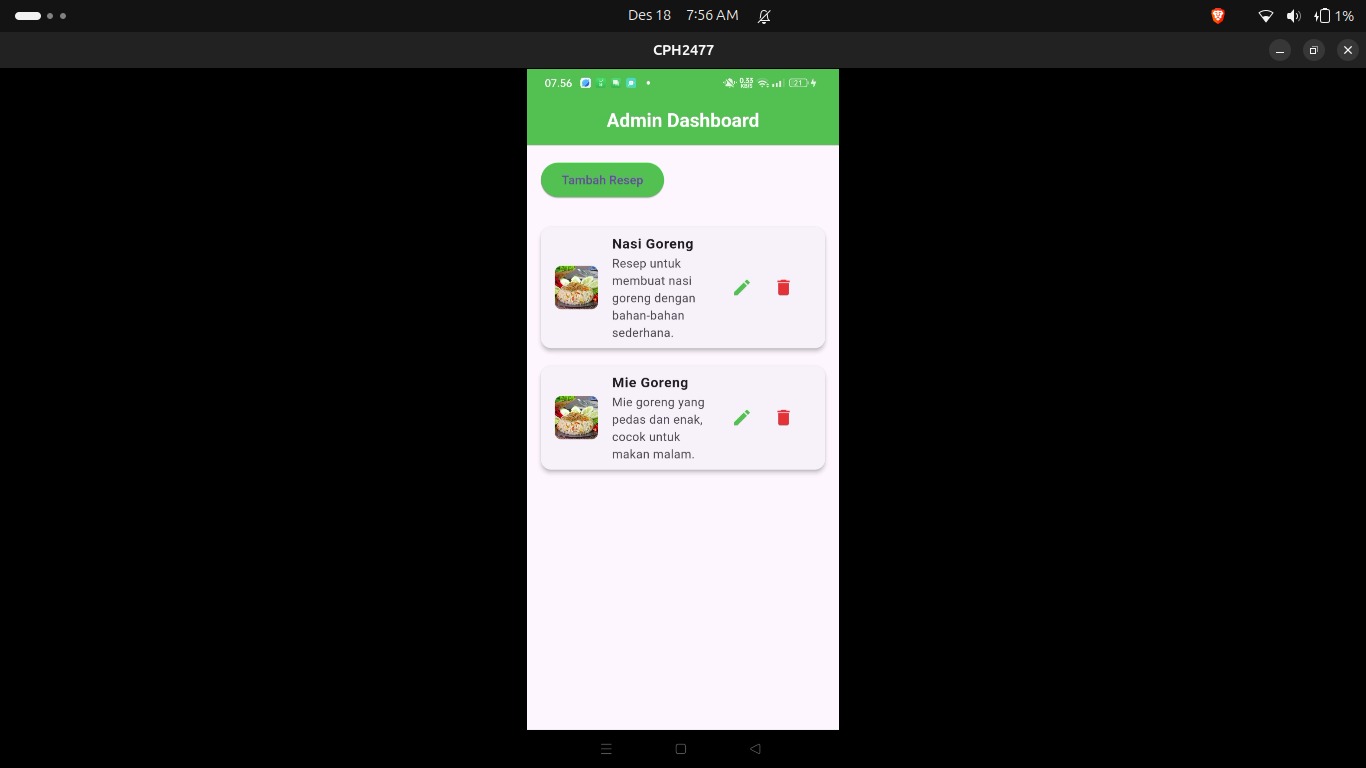 Des 18 7:56 AM
1%
CPH2477
07.56
0.55
KB/S
21
Admin Dashboard
Tambah Resep
Nasi Goreng
Resep untuk
membuat nasi
goreng dengan
bahan-bahan
sederhana.
Mie Goreng
Mie goreng yang
pedas dan enak,
cocok untuk
makan malam.